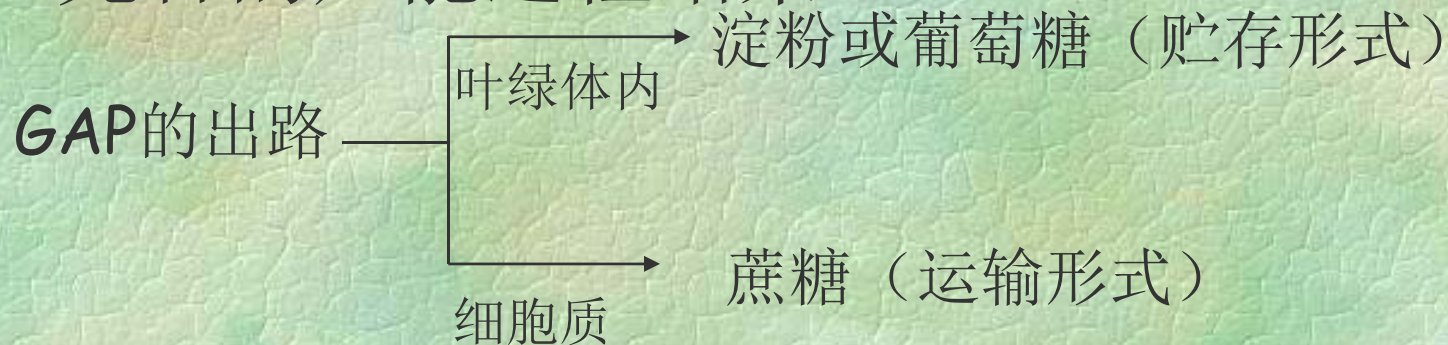 淀粉或葡萄糖（贮存形式）
叶绿体内
GAP的出路
蔗糖（运输形式）
细胞质